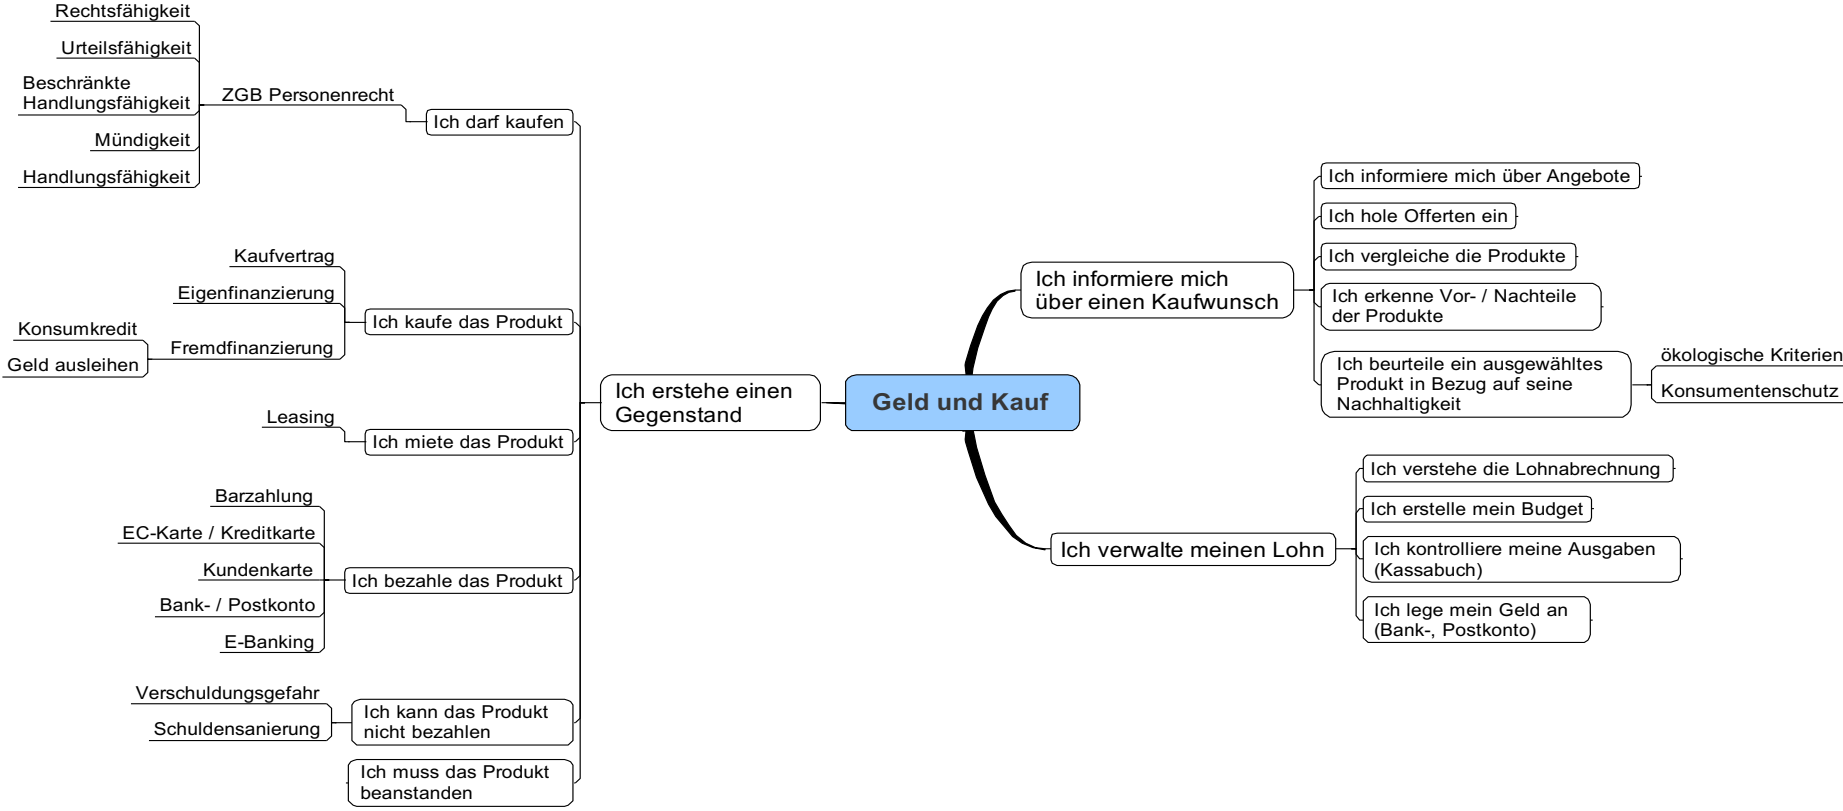 Geld und Kauf
Ich informiere mich
über einen Kaufwunsch
Ich informiere mich über Angebote
Ich hole Offerten ein
Ich vergleiche die Produkte
Ich erkenne Vor- / Nachteile
der Produkte
Ich beurteile ein ausgewähltes
Produkt in Bezug auf seine
Nachhaltigkeit
ökologische Kriterien
Konsumentenschutz
Ich verwalte meinen Lohn
Ich verstehe die Lohnabrechnung
Ich erstelle mein Budget
Ich kontrolliere meine Ausgaben
(Kassabuch)
Ich lege mein Geld an
(Bank-, Postkonto)
Ich erstehe einen
Gegenstand
Ich darf kaufen
ZGB Personenrecht
Rechtsfähigkeit
Urteilsfähigkeit
Beschränkte
Handlungsfähigkeit
Mündigkeit
Handlungsfähigkeit
Ich kaufe das Produkt
Kaufvertrag
Eigenfinanzierung
Fremdfinanzierung
Konsumkredit
Geld ausleihen
Ich miete das Produkt
Leasing
Ich bezahle das Produkt
Barzahlung
EC-Karte / Kreditkarte
Kundenkarte
Bank- / Postkonto
E-Banking
Ich kann das Produkt
nicht bezahlen
Verschuldungsgefahr
Schuldensanierung
Ich muss das Produkt
beanstanden